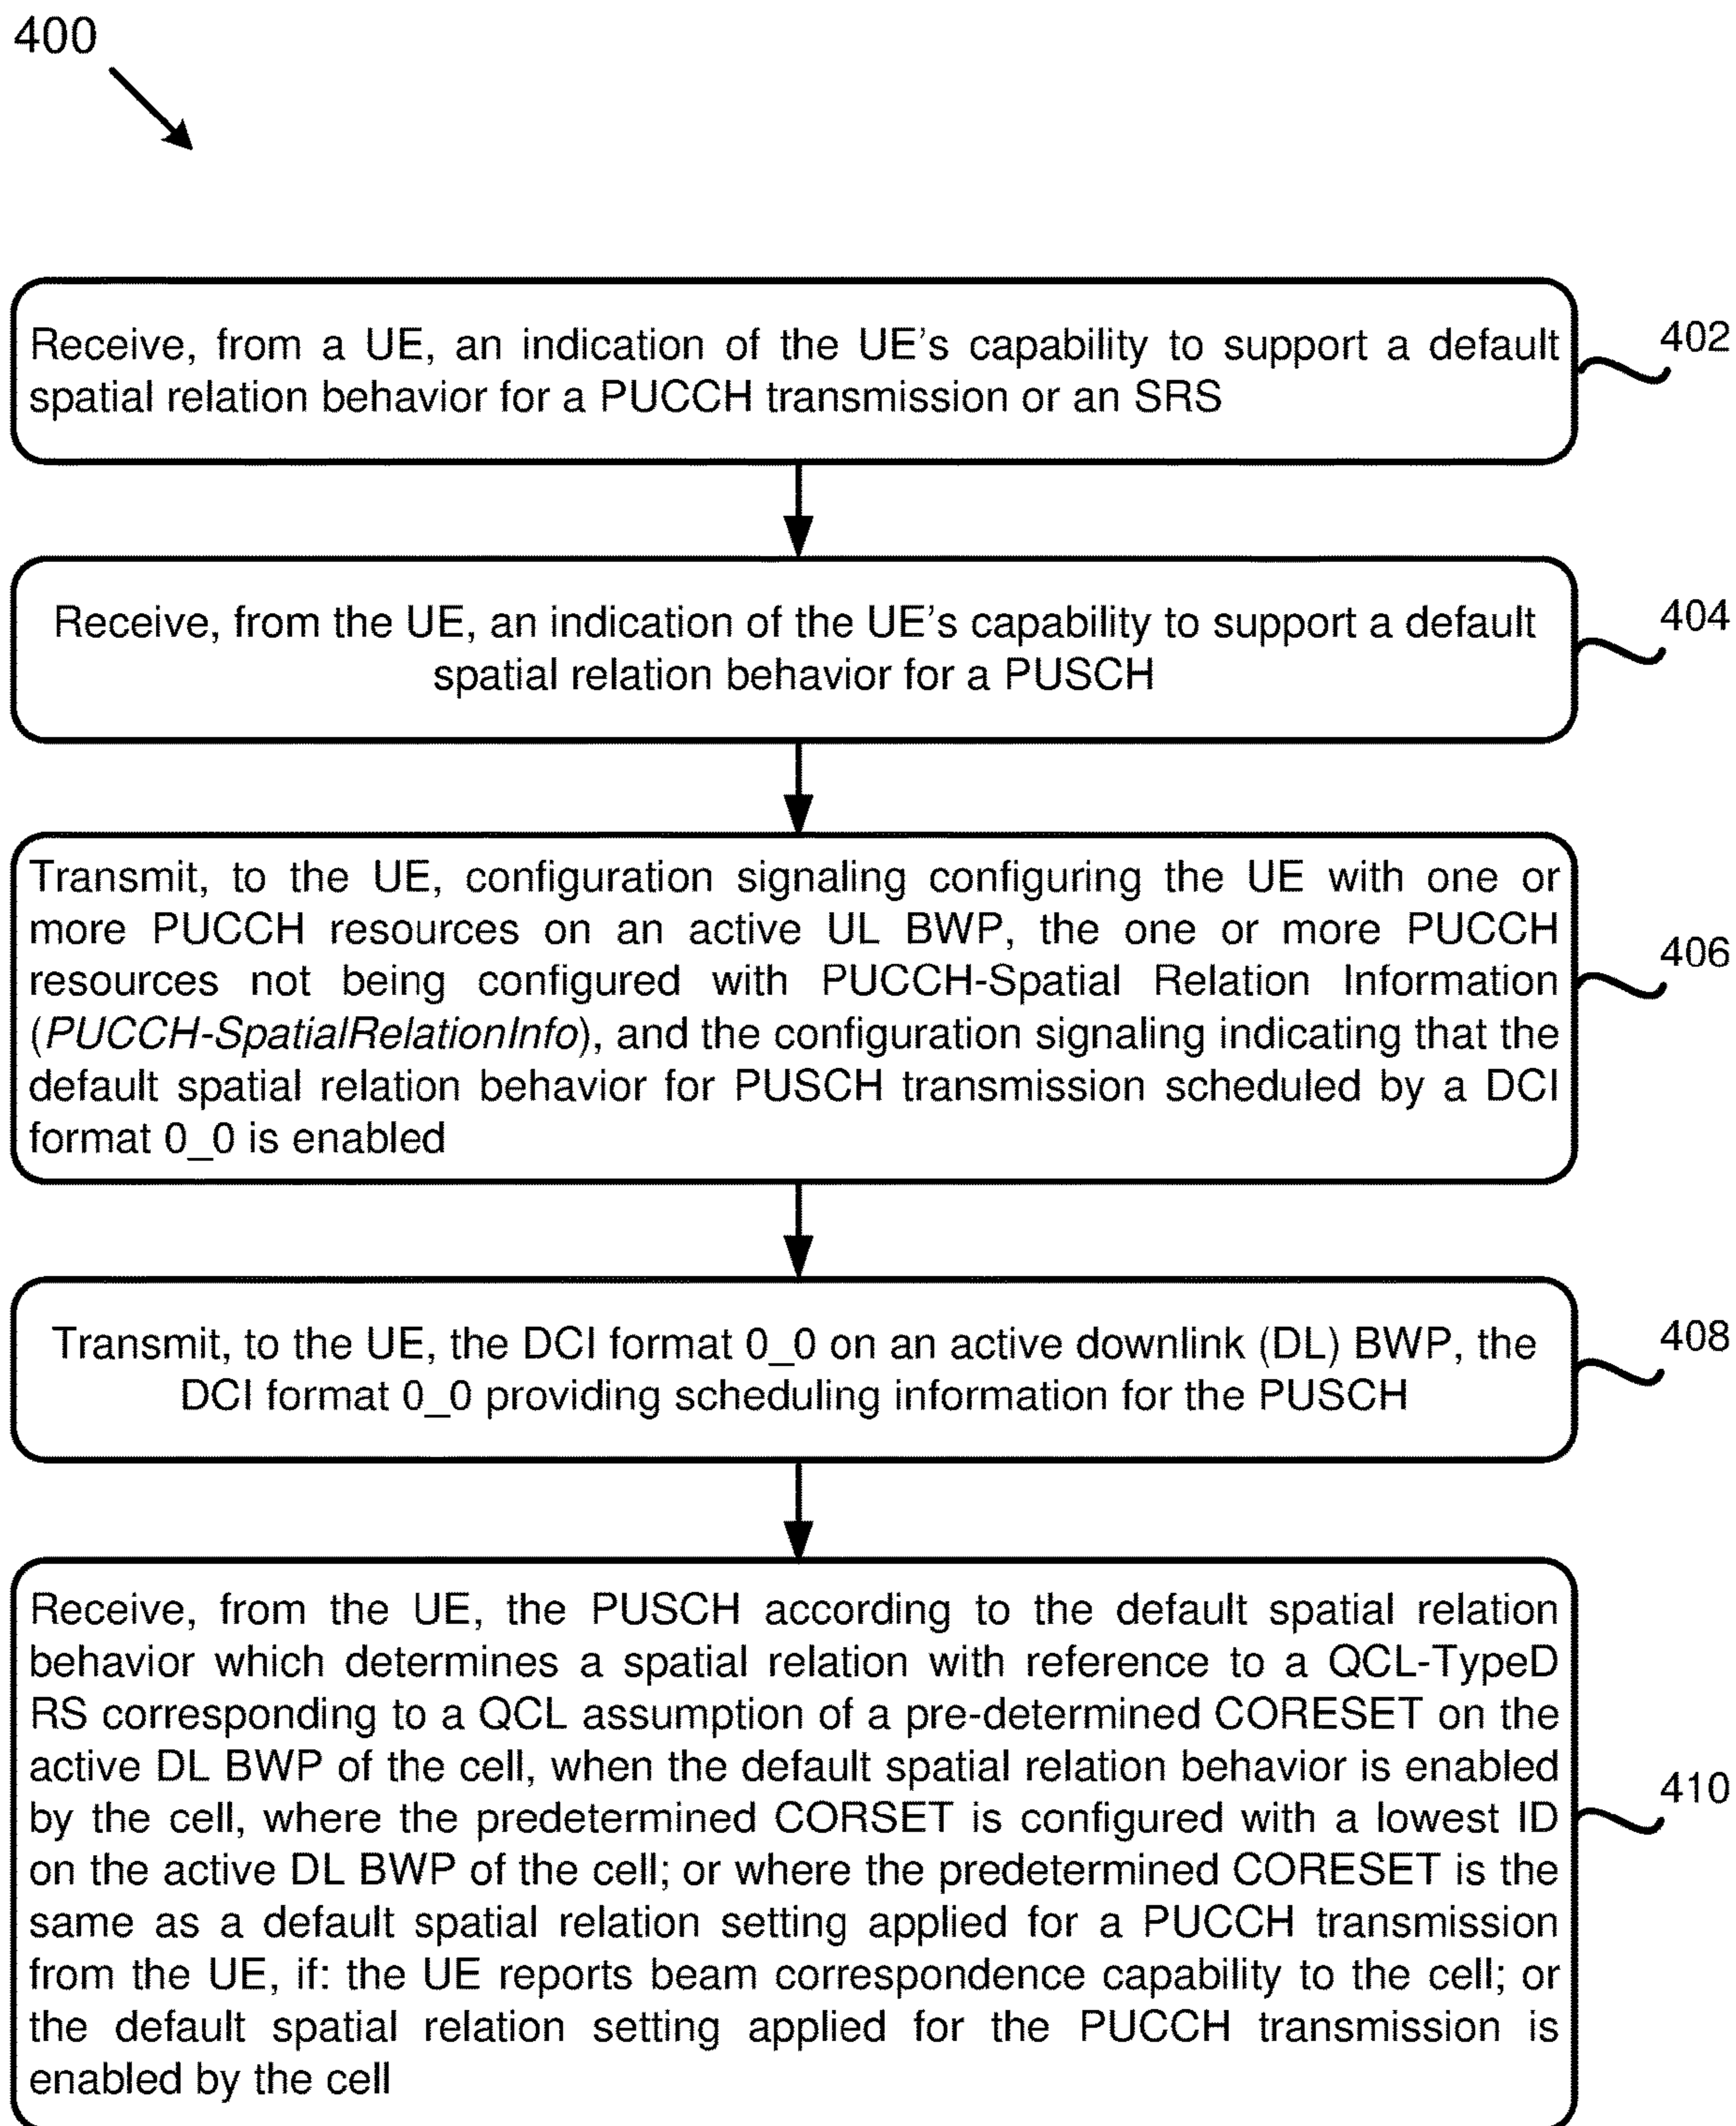 400
Receive, from a UE, an indication of the UE's capability to support a default
spatial relation behavior for a PUCCH transmission or an SRS
402
Receive, from the UE, an indication of the UE's capability to support a default
spatial relation behavior for a PUSCH
404
Transmit, to the UE, configuration signaling configuring the UE with one or
more PUCCH resources on an active UL BWP, the one or more PUCCH
resources not being configured with PUCCH-Spatial Relation Information
(PUCCH-SpatialRelationInfo), and the configuration signaling indicating that the
default spatial relation behavior for PUSCH transmission scheduled by a DCI
format 0_0 is enabled
406
Transmit, to the UE, the DCI format 0_0 on an active downlink (DL) BWP, the
DCI format 0_0 providing scheduling information for the PUSCH
408
Receive, from the UE, the PUSCH according to the default spatial relation
behavior which determines a spatial relation with reference to a QCL-TypeD
RS corresponding to a QCL assumption of a pre-determined CORESET on the
active DL BWP of the cell, when the default spatial relation behavior is enabled
by the cell, where the predetermined CORSET is configured with a lowest ID
on the active DL BWP of the cell; or where the predetermined CORESET is the
same as a default spatial relation setting applied for a PUCCH transmission
from the UE, if: the UE reports beam correspondence capability to the cell; or
the default spatial relation setting applied for the PUCCH transmission is
enabled by the cell
410